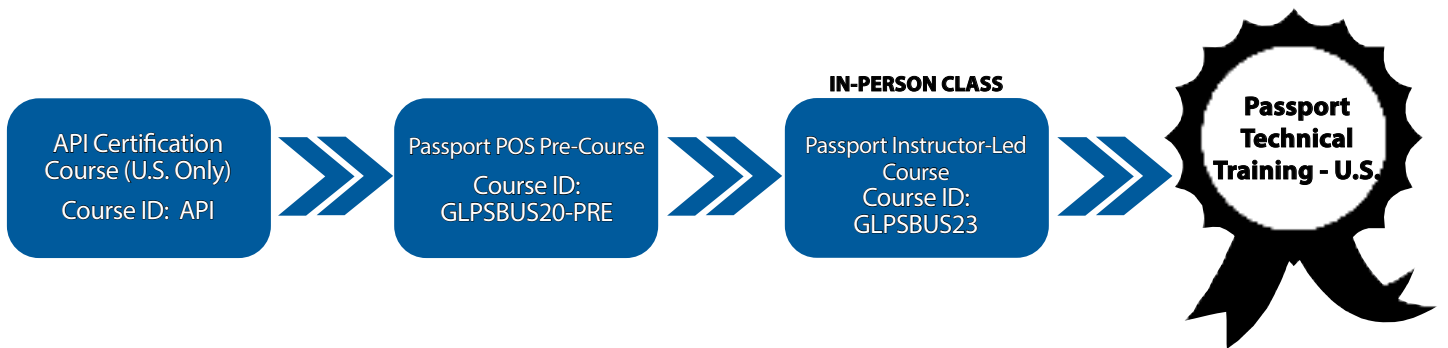 API Certification
Course (U.S. Only)
Course ID:  API
Passport POS Pre-Course
Course ID:
GLPSBUS20-PRE
IN-PERSON CLASS
Passport Instructor-Led
Course
Course ID:
GLPSBUS23
Passport
Technical
Training - U.S.